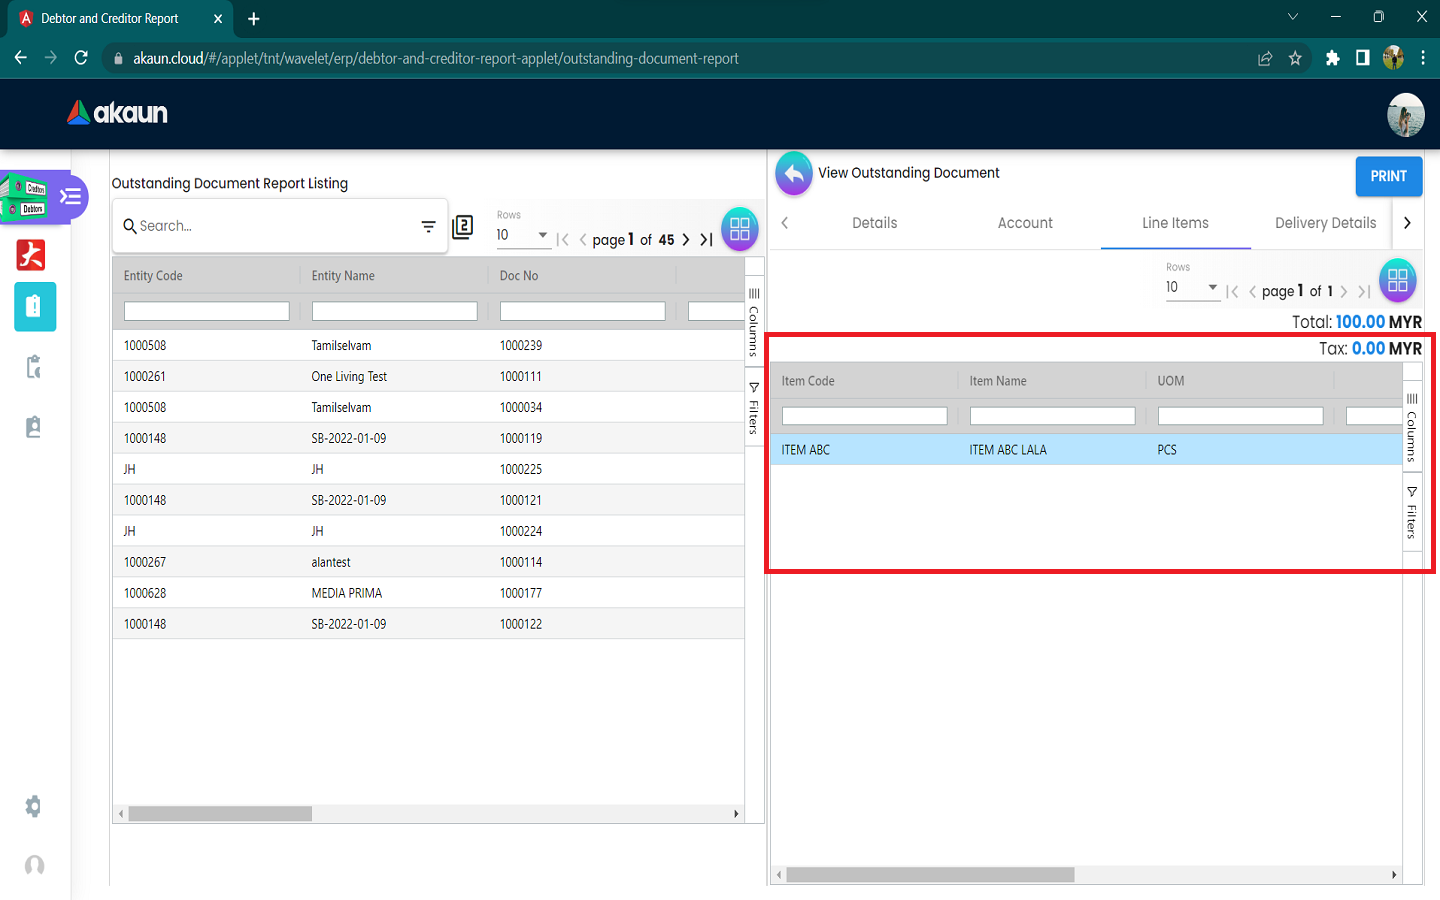 Debtor and Creditor Report
akaun.cloud/#/applet/tnt/wavelet/erp/debtor-and-creditor-report-applet/outstanding-document-report
akaun
Creditors
Debtors
Outstanding Document Report Listing
Search...
2
Rows
10
page 1 of 45
Entity Code Entity Name Doc No
1000508 Tamilselvam 1000239
1000261 One Living Test 1000111
1000508 Tamilselvam 1000034
1000148 SB-2022-01-09 1000119
JH JH 1000225
1000148 SB-2022-01-09 1000121
JH JH 1000224
1000267 alantest 1000114
1000628 MEDIA PRIMA 1000177
1000148 SB-2022-01-09 1000122
Columns
Filters
View Outstanding Document
PRINT
Details Account Line Items Delivery Details
Rows
10
page 1 of 1
Total: 100.00 MYR
Tax: 0.00 MYR
Item Code Item Name UOM
ITEM ABC ITEM ABC LALA PCS
Columns
Filters